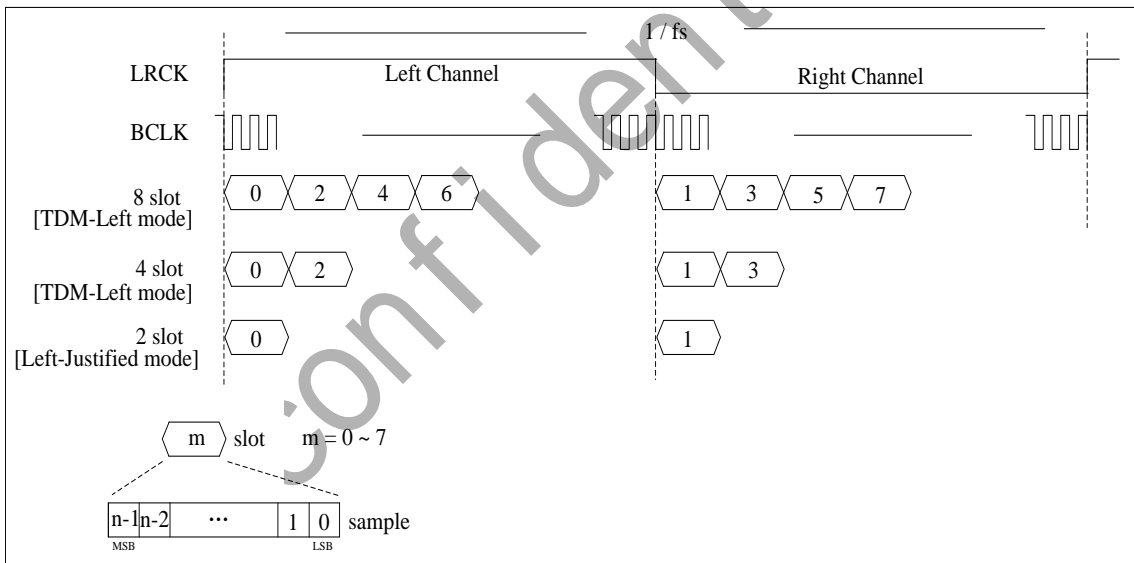 1 / fs
LRCK Left Channel Right Channel
BCLK
8 slot 0 2 4 6 1 3 5 7
[TDM-Left mode]
4 slot 0 2 1 3
[TDM-Left mode]
2 slot 0 1
[Left-Justified mode]
m slot m = 0 ~ 7
n-1 n-2 ... 1 0 sample
MSB LSB
confident